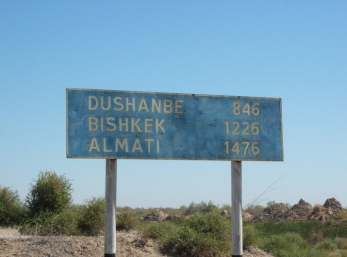 DUSHANBE 846
BISHKEK 1226
ALMATI 1476